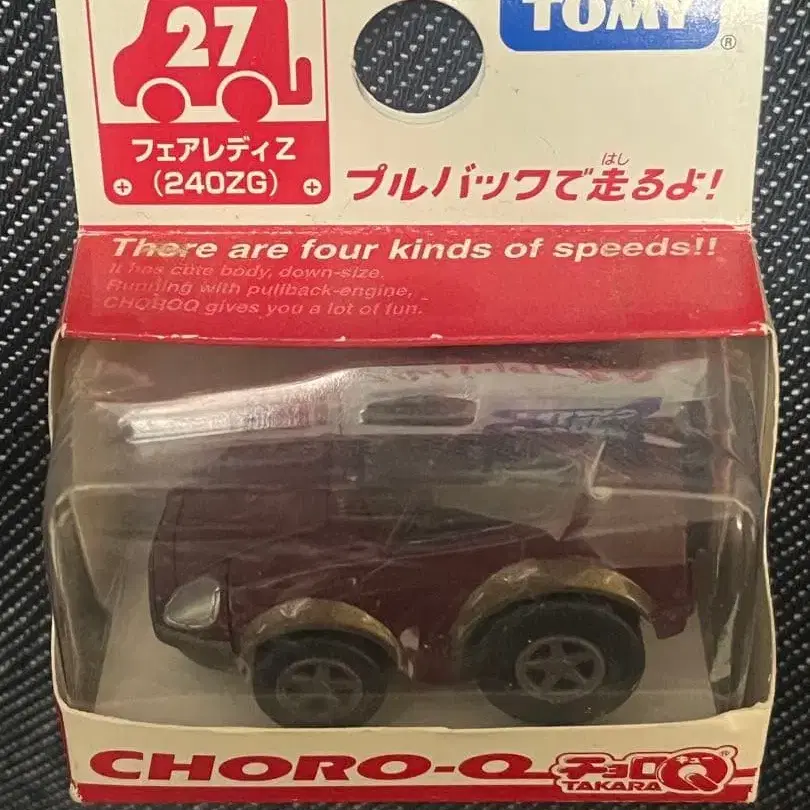 27
フェアレディZ
(240ZG)
TOMY
®
はし
プルバックで走るよ!
There are four kinds of speeds!!
It has cute body, down-size.
Running with pullback-engine,
CHOROQ gives you a lot of fun.
CHORO-Q チョロQ®
TAKARA